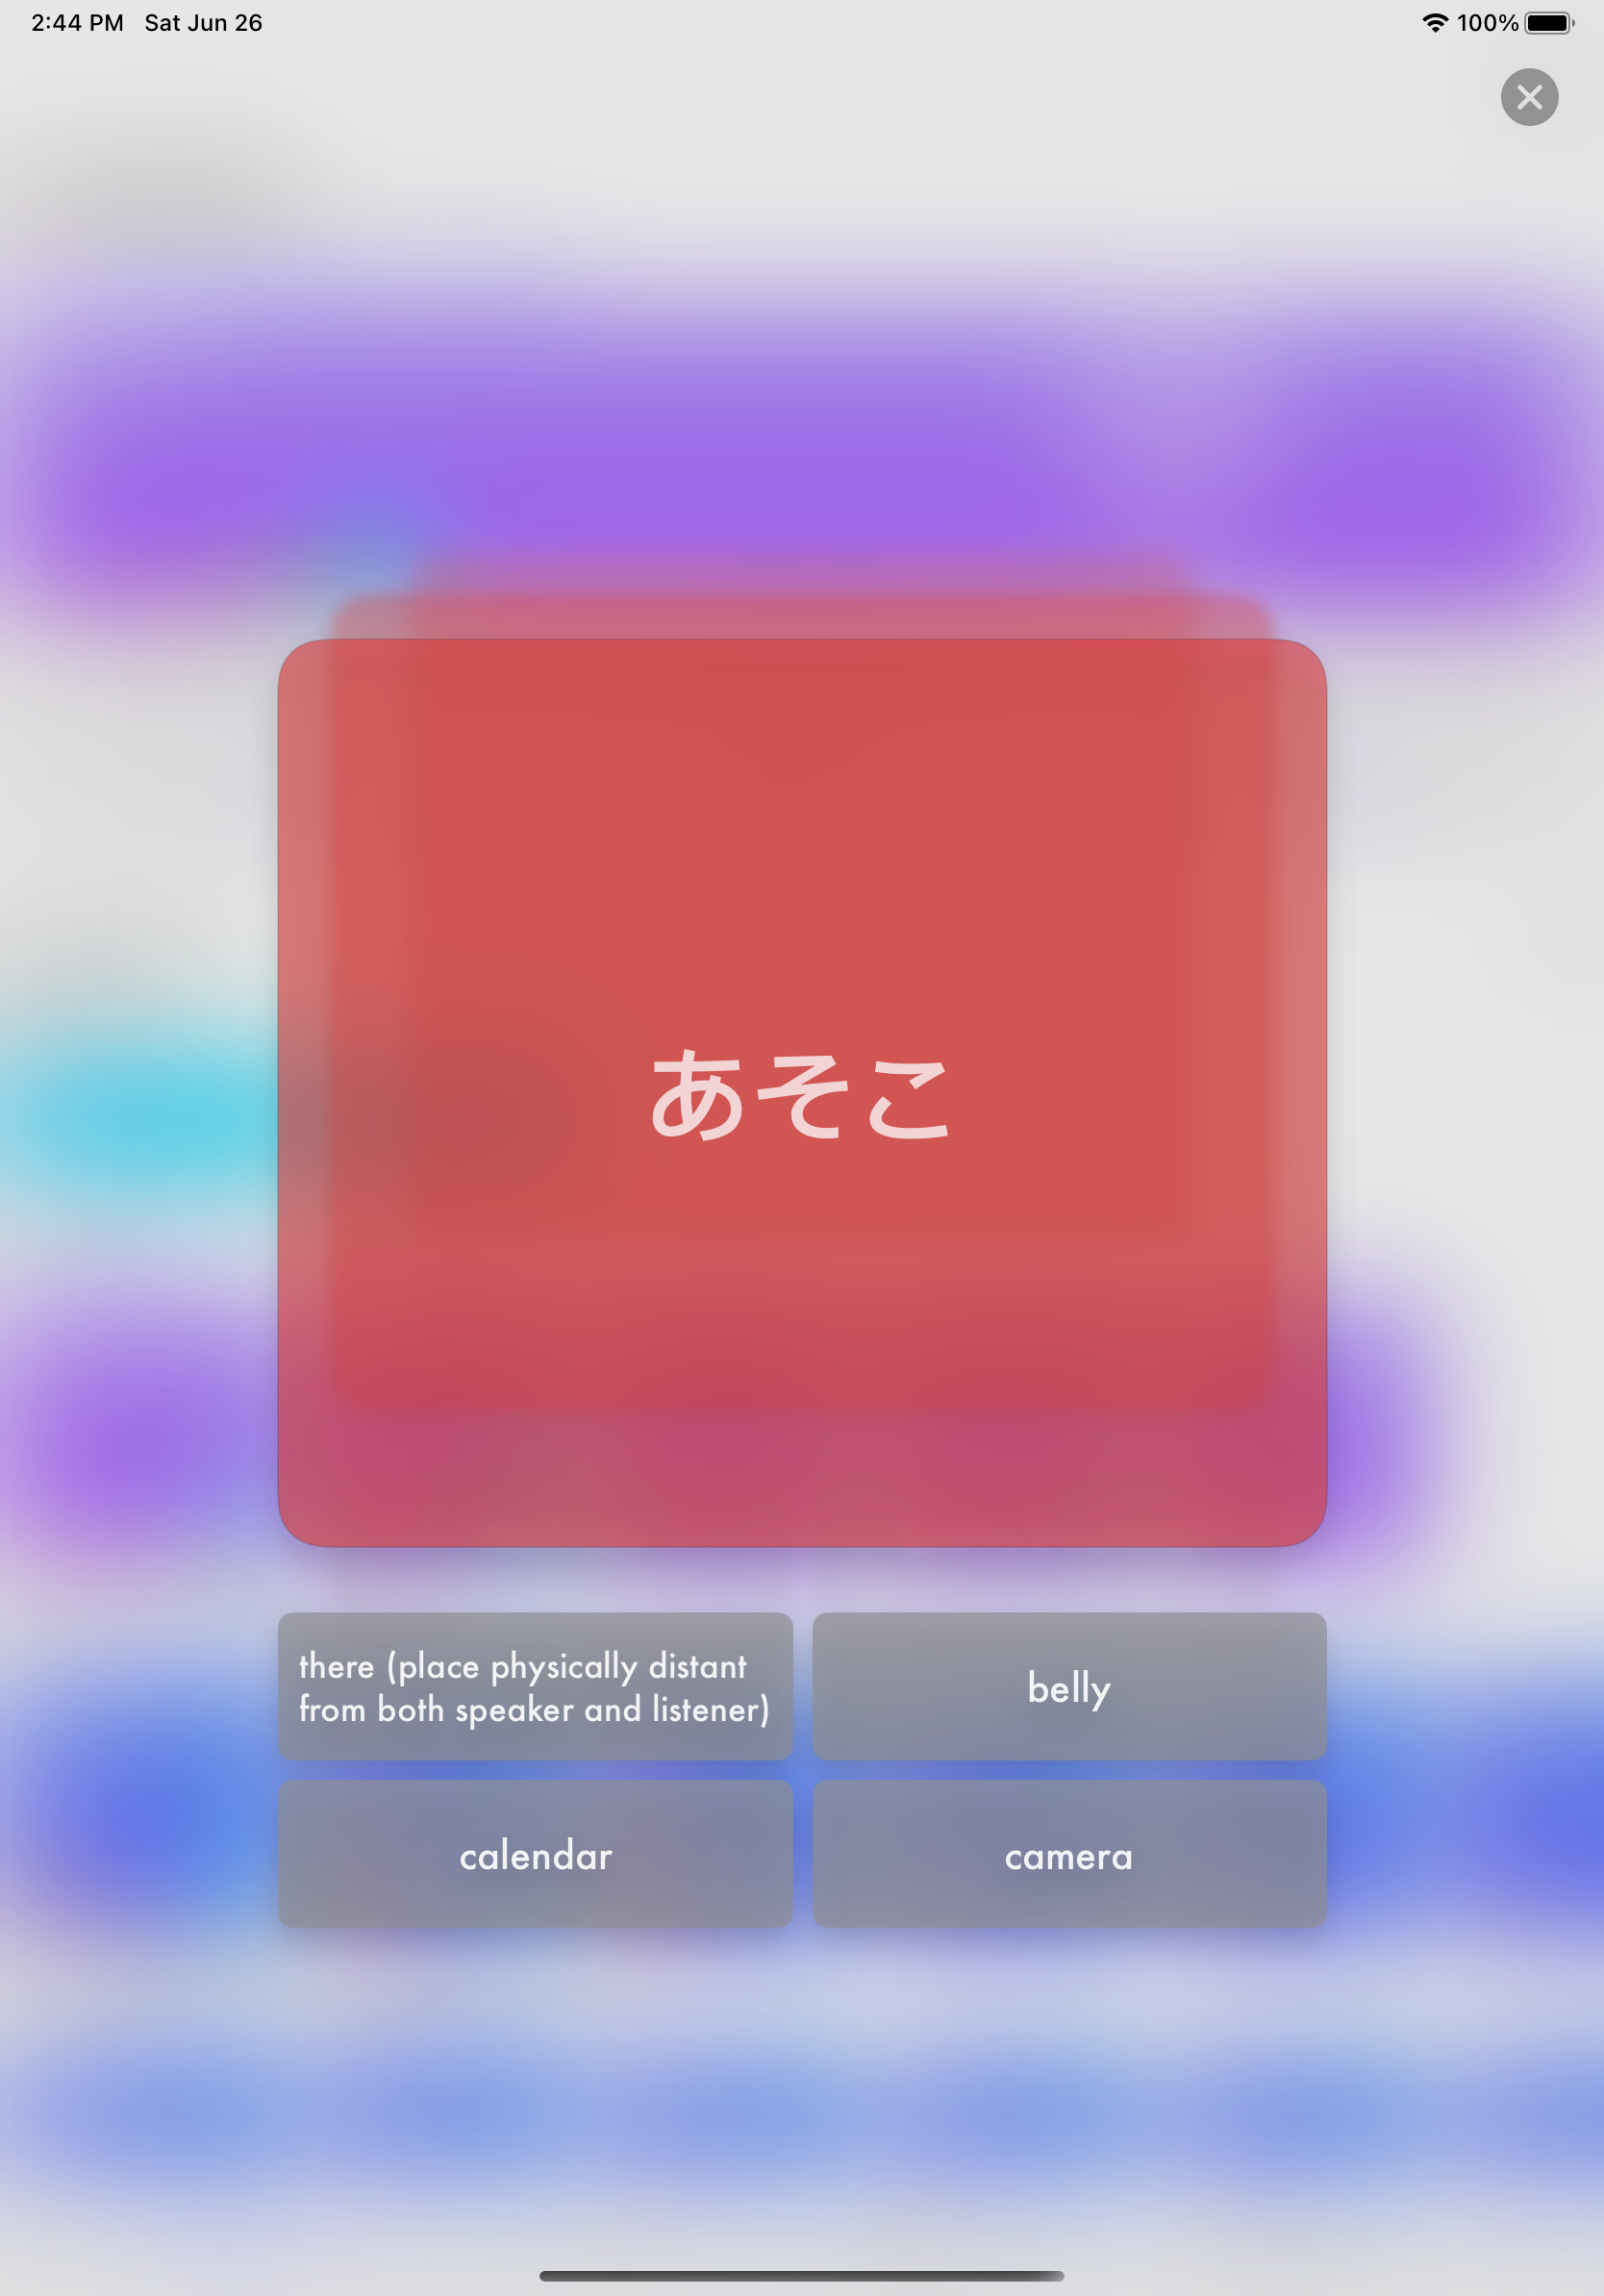 2:44 PM Sat Jun 26 100%
あそこ
there (place physically distant
from both speaker and listener)
belly
calendar
camera